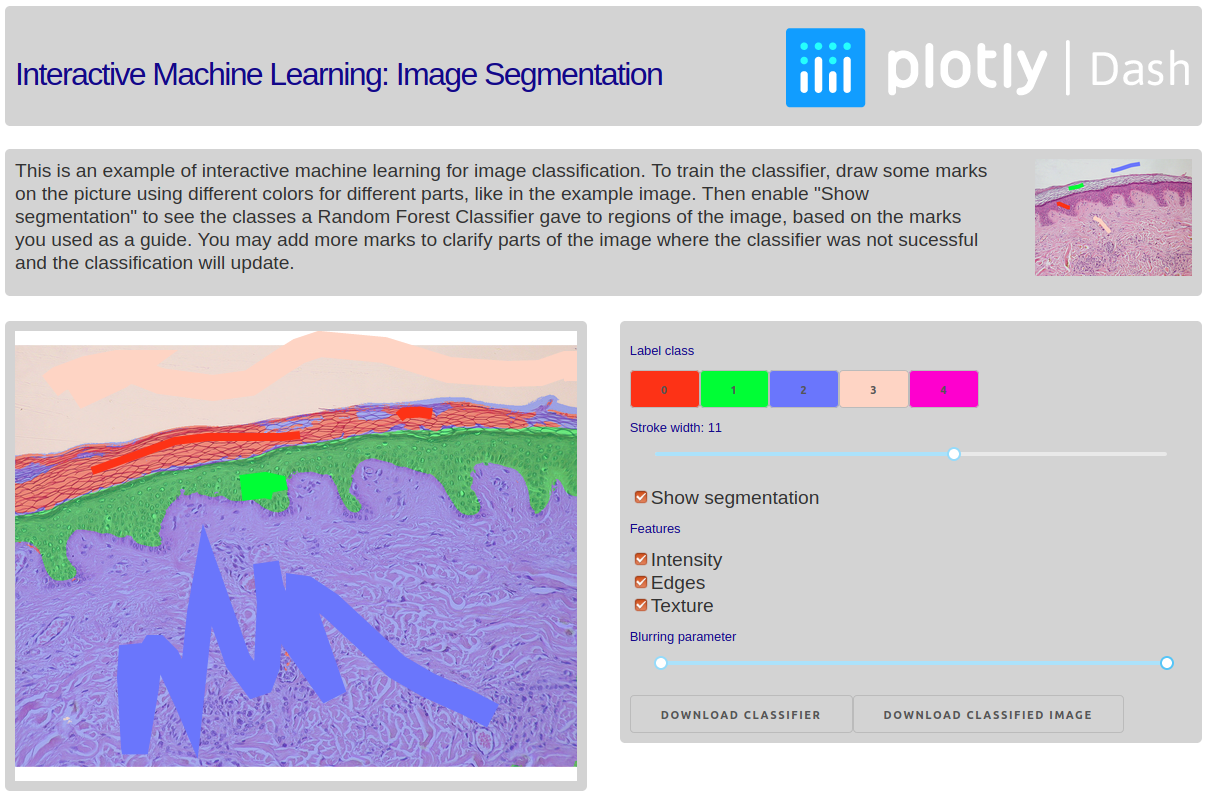 Interactive Machine Learning: Image Segmentation
plotly | Dash
This is an example of interactive machine learning for image classification. To train the classifier, draw some marks
on the picture using different colors for different parts, like in the example image. Then enable "Show
segmentation" to see the classes a Random Forest Classifier gave to regions of the image, based on the marks
you used as a guide. You may add more marks to clarify parts of the image where the classifier was not sucessful
and the classification will update.
Label class
0 1 2 3 4
Stroke width: 11
Show segmentation
Features
Intensity
Edges
Texture
Blurring parameter
DOWNLOAD CLASSIFIER DOWNLOAD CLASSIFIED IMAGE